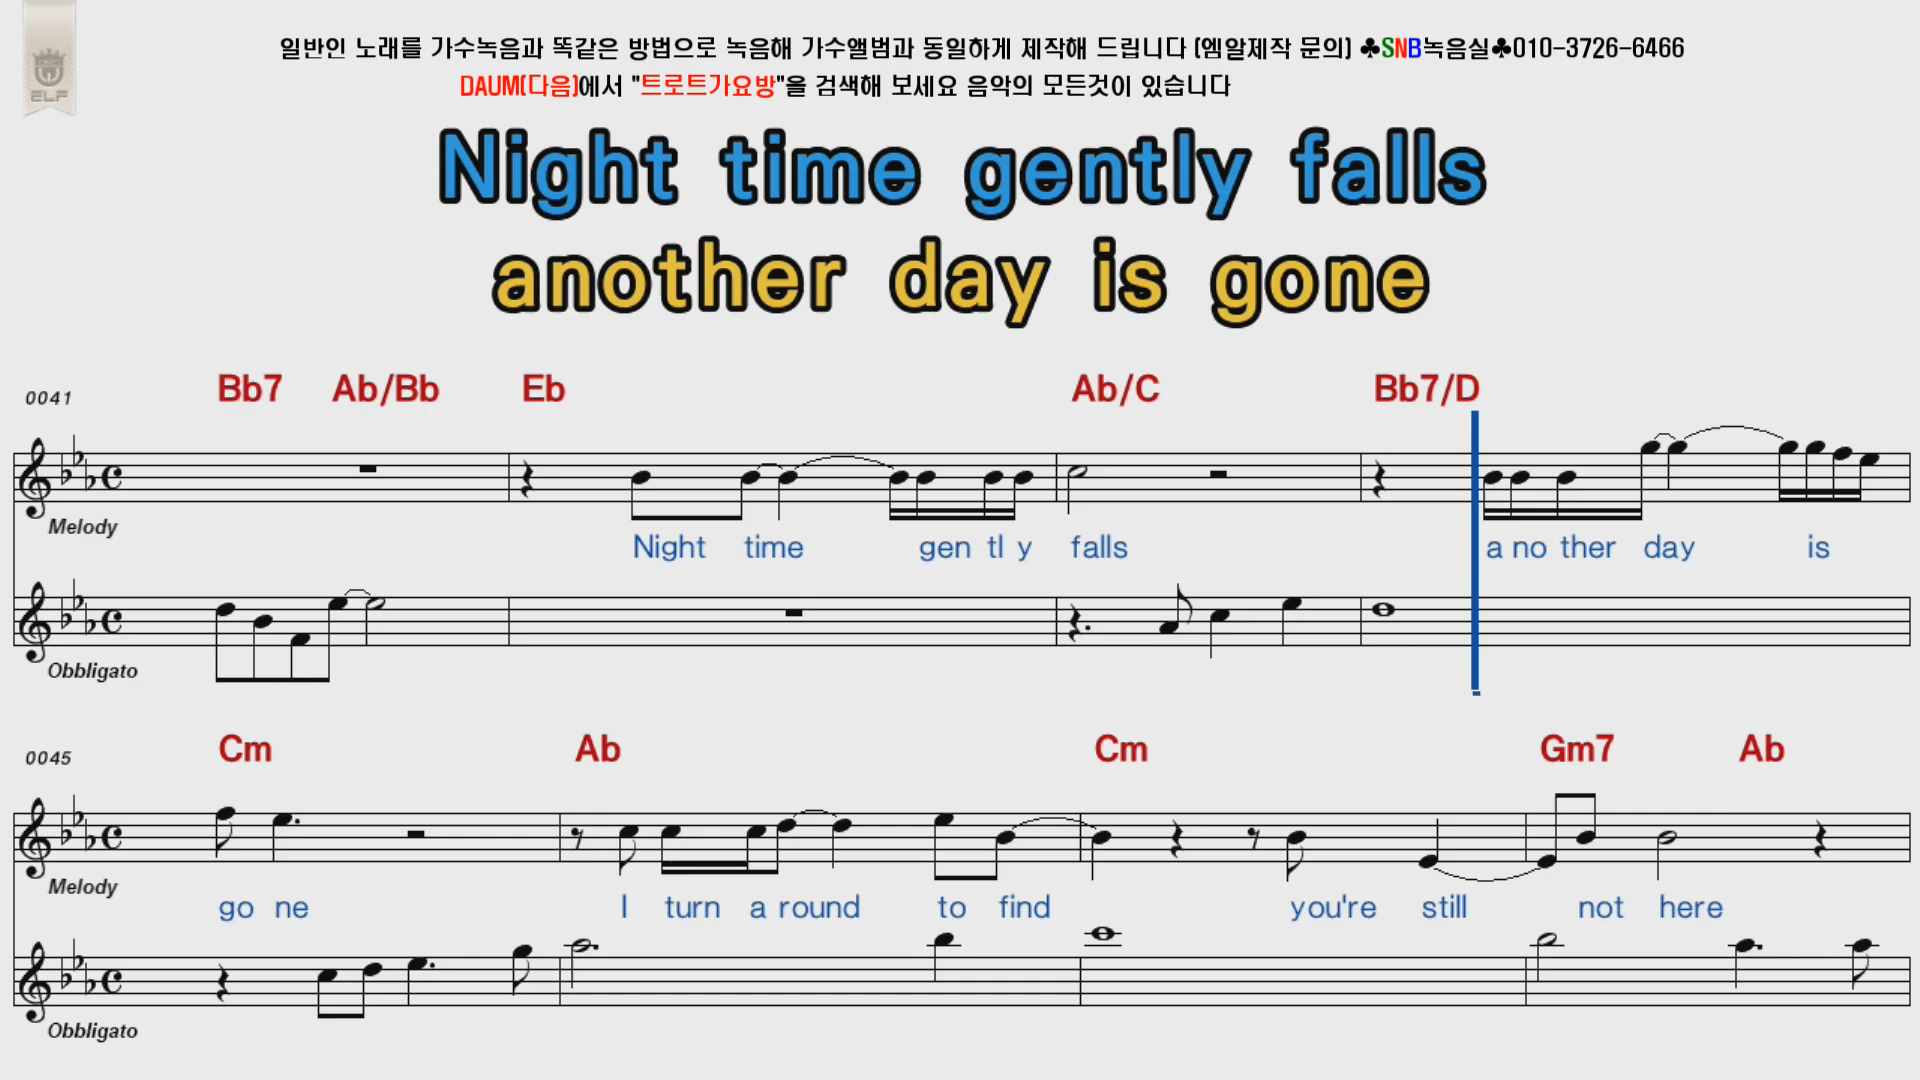 일반인 노래를 가수녹음과 똑같은 방법으로 녹음해 가수앨범과 동일하게 제작해 드립니다 (엠알제작 문의) ♣SNB녹음실♣010-3726-6466
DAUM(다음)에서 "트로트가요방"을 검색해 보세요 음악의 모든것이 있습니다
ELF
Night time gently falls
another day is gone
0041 Bb7 Ab/Bb Eb Ab/C Bb7/D
Melody
Night time gen tl y falls a no ther day is
Obbligato
0045 Cm Ab Cm Gm7 Ab
Melody
go ne I turn a round to find you're still not here
Obbligato